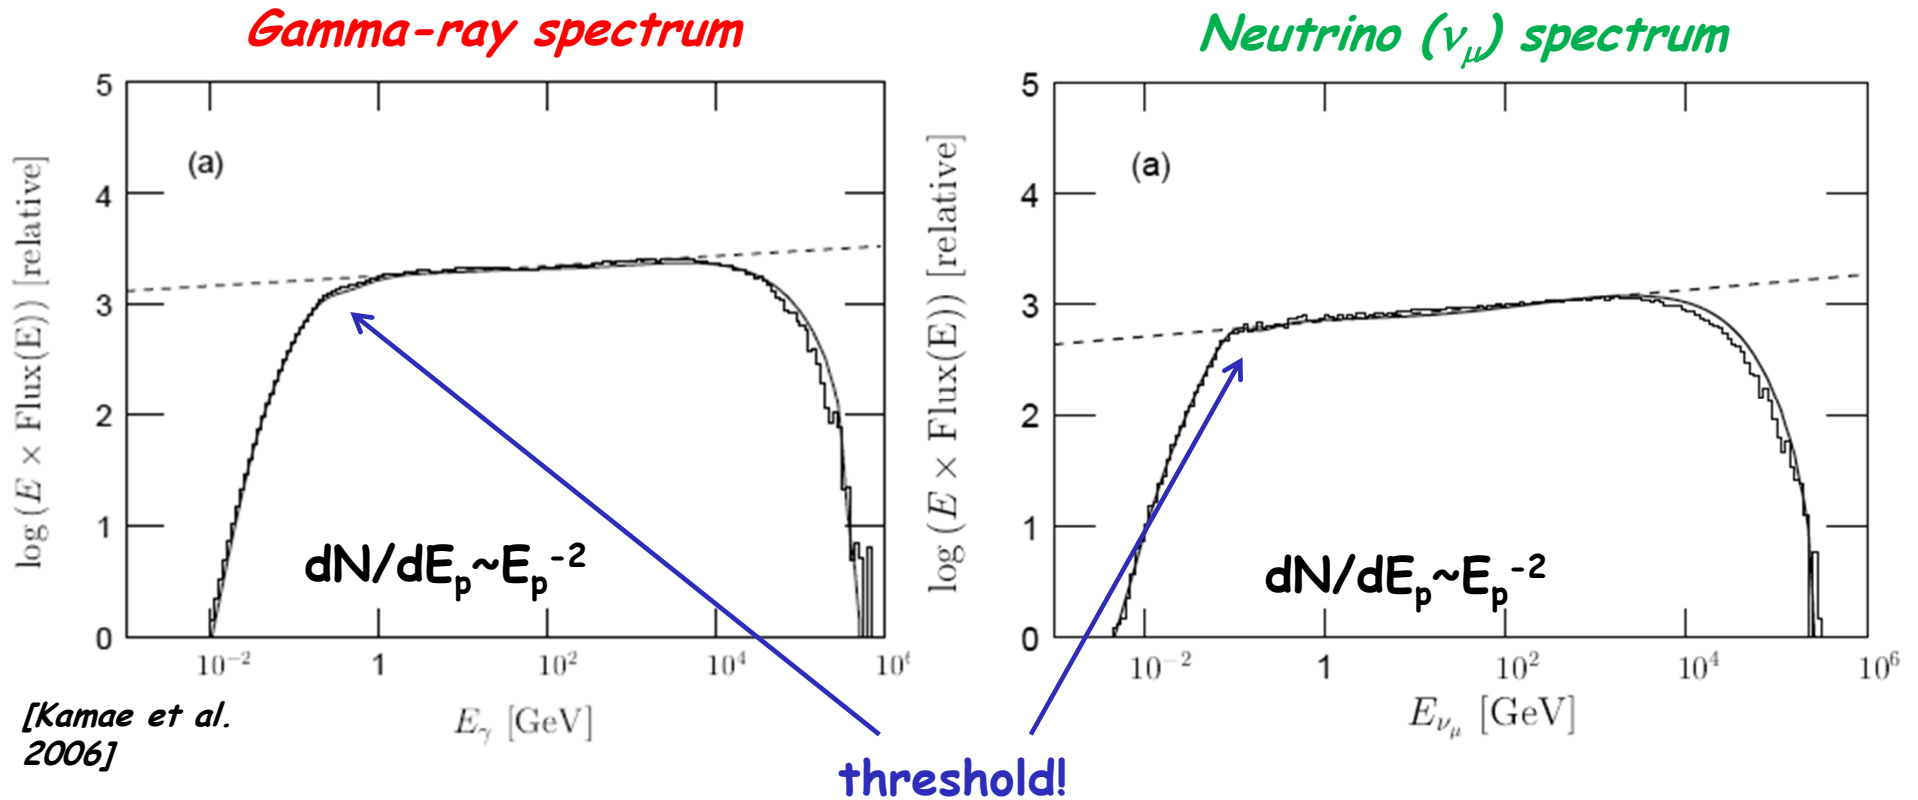 Gamma-ray spectrum
Neutrino (νμ) spectrum
5
4
3
2
1
0
(a)
log (E × Flux(E)) [relative]
dN/dEp~Ep-2
10-2
1
102
104
106
Eγ [GeV]
5
4
3
2
1
0
(a)
log (E × Flux(E)) [relative]
dN/dEp~Ep-2
10-2
1
102
104
106
Eνμ [GeV]
[Kamae et al.
2006]
threshold!